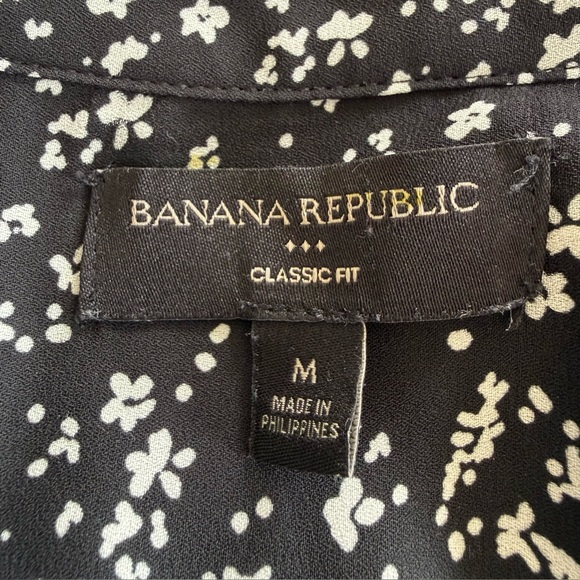 BANANA REPUBLIC
CLASSIC FIT
M
MADE IN
PHILIPPINES